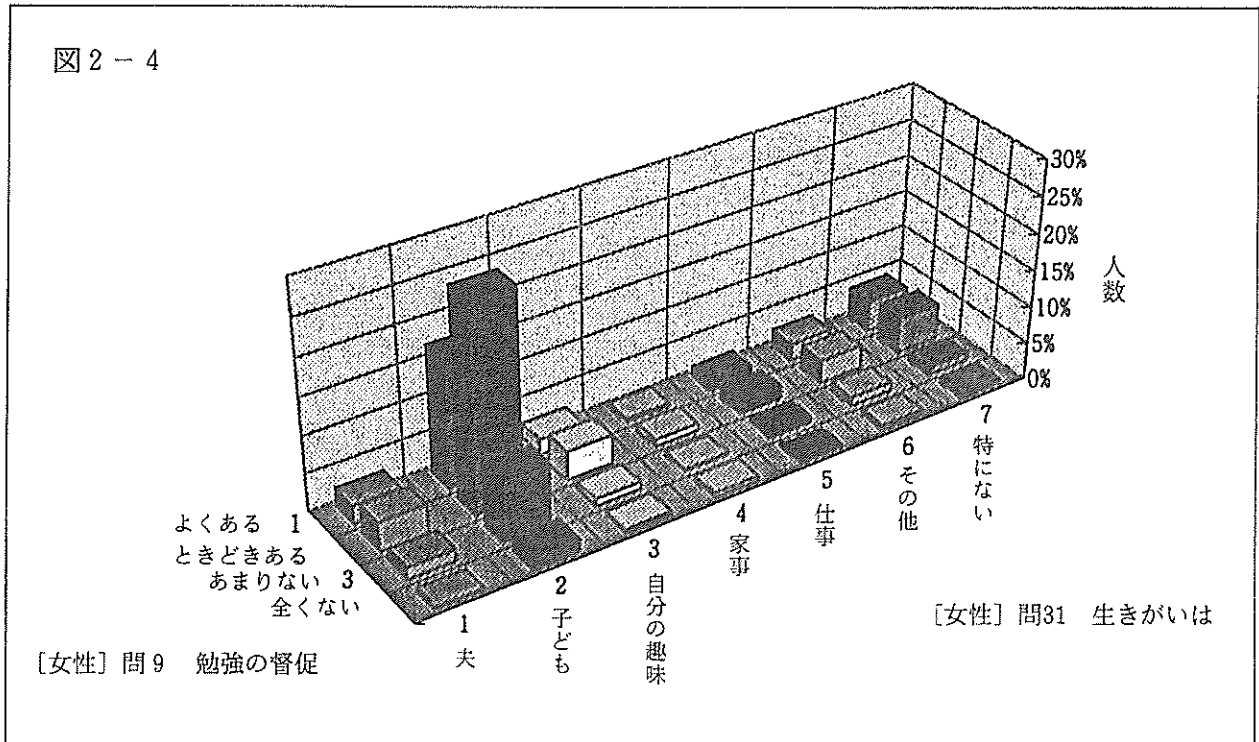 図2－4
30%
25%
20%
15%
10%
5%
0%
人数
よくある 1
ときどきある
あまりない 3
全くない
1 夫
2 子ども
3 自分の趣味
4 家事
5 仕事
6 その他
7 特にない
［女性］問31 生きがいは
［女性］問9 勉強の督促